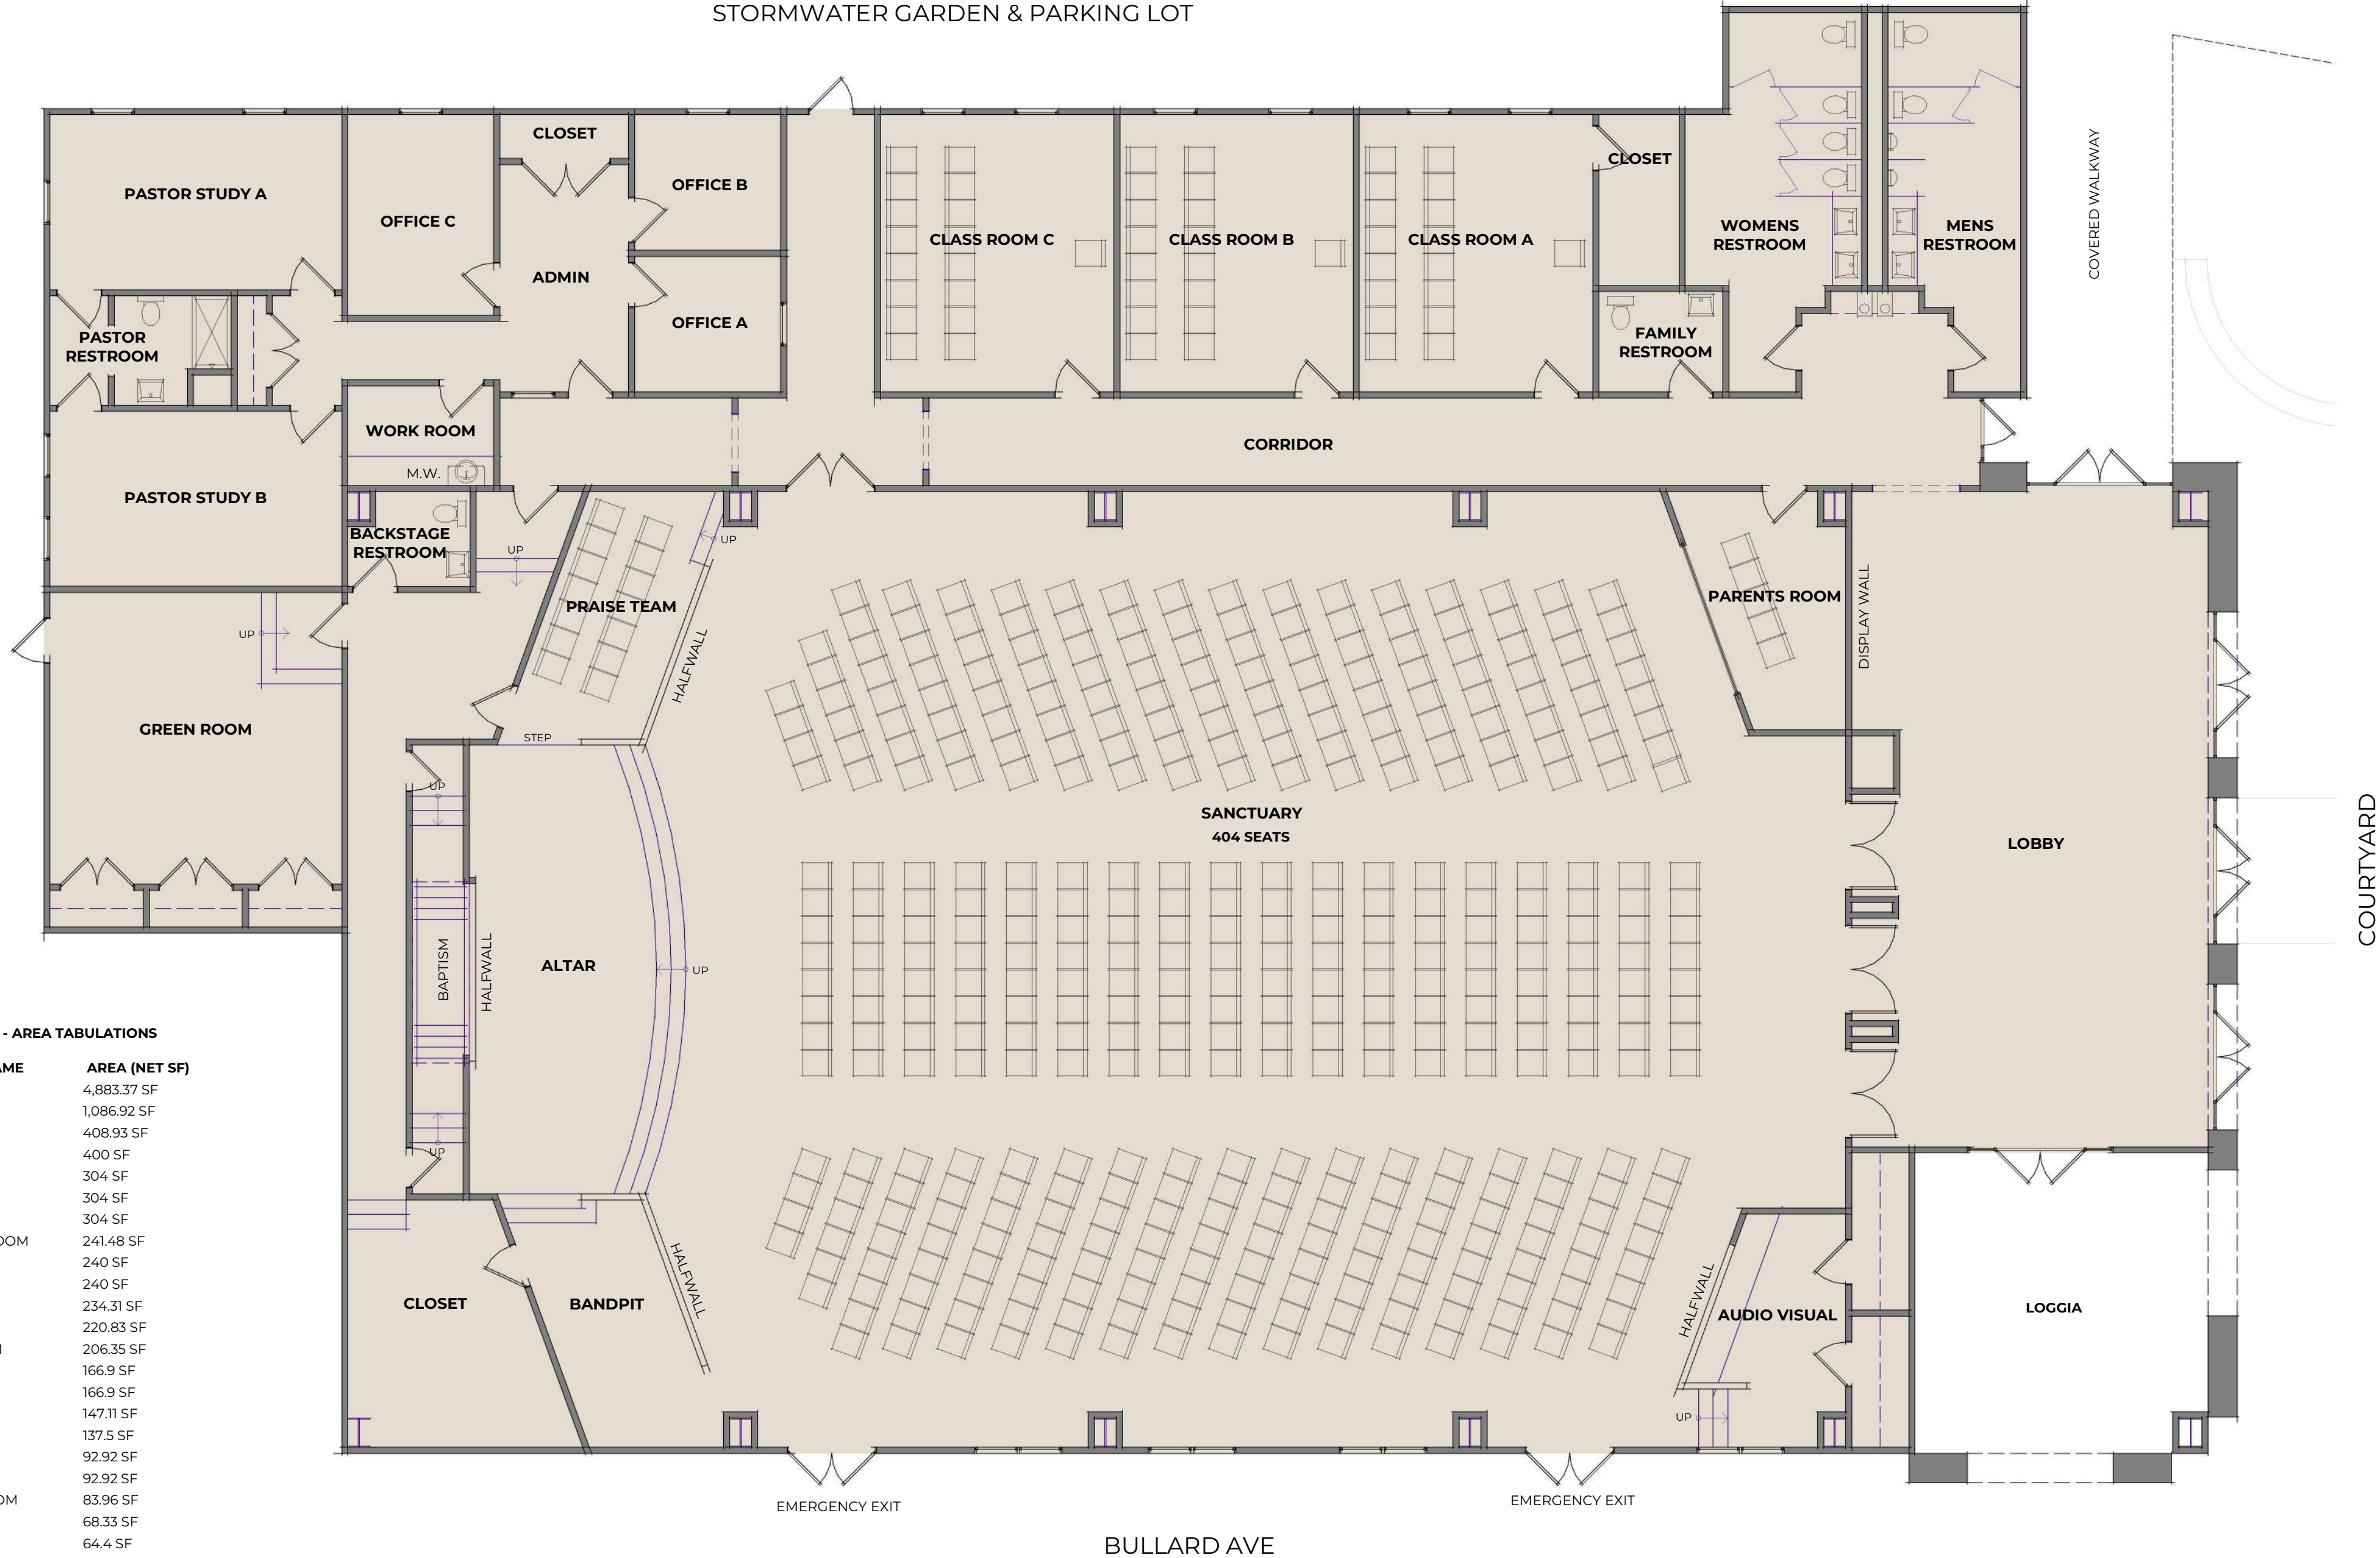 STORMWATER GARDEN & PARKING LOT
CLOSET
PASTOR STUDY A
OFFICE C
OFFICE B
ADMIN
OFFICE A
CLASS ROOM C
CLASS ROOM B
CLASS ROOM A
CLOSET
WOMENS
RESTROOM
MENS
RESTROOM
COVERED WALKWAY
PASTOR
RESTROOM
FAMILY
RESTROOM
WORK ROOM
M.W.
CORRIDOR
PASTOR STUDY B
BACKSTAGE
RESTROOM
UP
UP
PRAISE TEAM
HALFWALL
PARENTS ROOM
DISPLAY WALL
UP
GREEN ROOM
STEP
UP
SANCTUARY
404 SEATS
LOBBY
COURTYARD
BAPTISM
HALFWALL
ALTAR
UP
UP
CLOSET
BANDPIT
HALFWALL
HALFWALL
AUDIO VISUAL
UP
LOGGIA
- AREA TABULATIONS
AME AREA (NET SF)
4,883.37 SF
1,086.92 SF
408.93 SF
400 SF
304 SF
304 SF
304 SF
OOM 241.48 SF
240 SF
240 SF
234.31 SF
220.83 SF
M 206.35 SF
166.9 SF
166.9 SF
147.11 SF
137.5 SF
92.92 SF
92.92 SF
OM 83.96 SF
68.33 SF
64.4 SF
EMERGENCY EXIT
EMERGENCY EXIT
BULLARD AVE